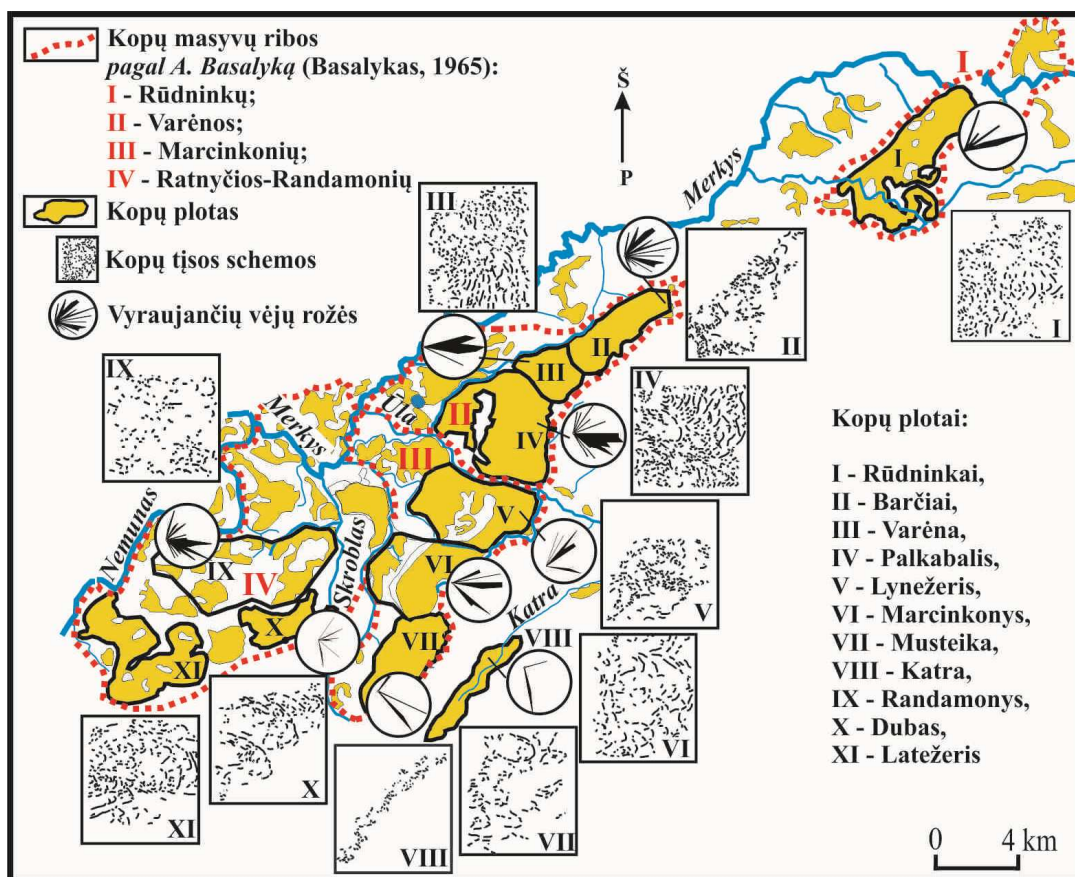 Kopų masyvų ribos
pagal A. Basalyką (Basalykas, 1965):
I - Rūdninkų;
II - Varėnos;
III - Marcinkonių;
IV - Ratnyčios-Randamonių
Kopų plotas
Kopų tįsos schemos
Vyraujančių vėjų rožės
Š
P
Merkys
I
I
I
III
II
II
III
II
IV
IV
III
Ūla
Merkys
IX
Nemunas
IX
IV
Skroblas
V
V
VI
VI
Katra
VII
VIII
X
XI
XI
X
VIII
VII
Kopų plotai:
I - Rūdninkai,
II - Barčiai,
III - Varėna,
IV - Palkabalis,
V - Lynežeris,
VI - Marcinkonys,
VII - Musteika,
VIII - Katra,
IX - Randamonys,
X - Dubas,
XI - Latežeris
0 4 km